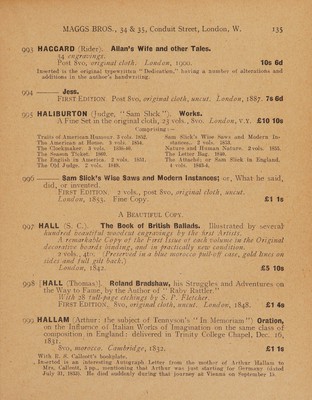 MAGGS BROS., 34 & 35, Conduit Street, London, W. 135
993 HAGGARD (Rider). Allan's Wife and other Tales.
34 engravings.
Post 8vo, original cloth. London, 1900. 10s 6d
Inserted is the original typewritten "Dedication," having a number of alterations and
additions in the author's handwriting.
994 —— Jess.
FIRST EDITION. Post 8vo, original cloth, uncut. London, 1887. 7s 6d
995 HALIBURTON (Judge, "Sam Slick"). Works.
A Fine Set in the original cloth, 23 vols., 8vo. London, V.Y. £10 10s
Comprising:—
Traits of American Humour. 3 vols. 1852.
The Americans at Home. 3 vols. 1854.
The Clockmaker. 3 vols. 1838-40.
The Season Ticket. 1860.
The English in America. 2 vols. 1851.
The Old Judge. 2 vols. 1849.
Sam Slick's Wise Saws and Modern In-
stances. 2 vols. 1853.
Nature and Human Nature. 2 vols. 1855.
The Letter Bag. 1840.
The Attaché; or Sam Slick in England.
4 vols. 1843-4.
996 —— Sam Slick's Wise Saws and Modern Instances; or, What he said,
did, or invented.
FIRST EDITION. 2 vols., post 8vo, original cloth, uncut.
London, 1853. Fine Copy. £1 1s
A BEAUTIFUL COPY.
997 HALL (S. C.). The Book of British Ballads. Illustrated by several
hundred beautiful woodcut engravings by the first Artists.
A remarkable Copy of the First Issue of each volume in the Original
decorative boards binding, and in practically new condition.
2 vols., 4to. (Preserved in a blue morocco pull-off case, gold lines on
sides and full gilt back.)
London, 1842. £5 10s
998 [HALL (Thomas)]. Roland Bradshaw, his Struggles and Adventures on
the Way to Fame, by the Author of "Raby Rattler."
With 28 full-page etchings by S. P. Fletcher.
FIRST EDITION, 8vo, original cloth, uncut. London, 1848. £1 4s
999 HALLAM (Arthur: the subject of Tennyson's "In Memoriam") Oration,
on the Influence of Italian Works of Imagination on the same class of
composition in England: delivered in Trinity College Chapel, Dec. 16,
1831.
8vo, morocco. Cambridge, 1832. £1 1s
With R. S. Callcott's bookplate.
Inserted is an interesting Autograph Letter from the mother of Arthur Hallam to
Mrs. Callcott, 4 pp., mentioning that Arthur was just starting for Germany (dated
July 31, 1833). He died suddenly during that journey at Vienna on September 15.